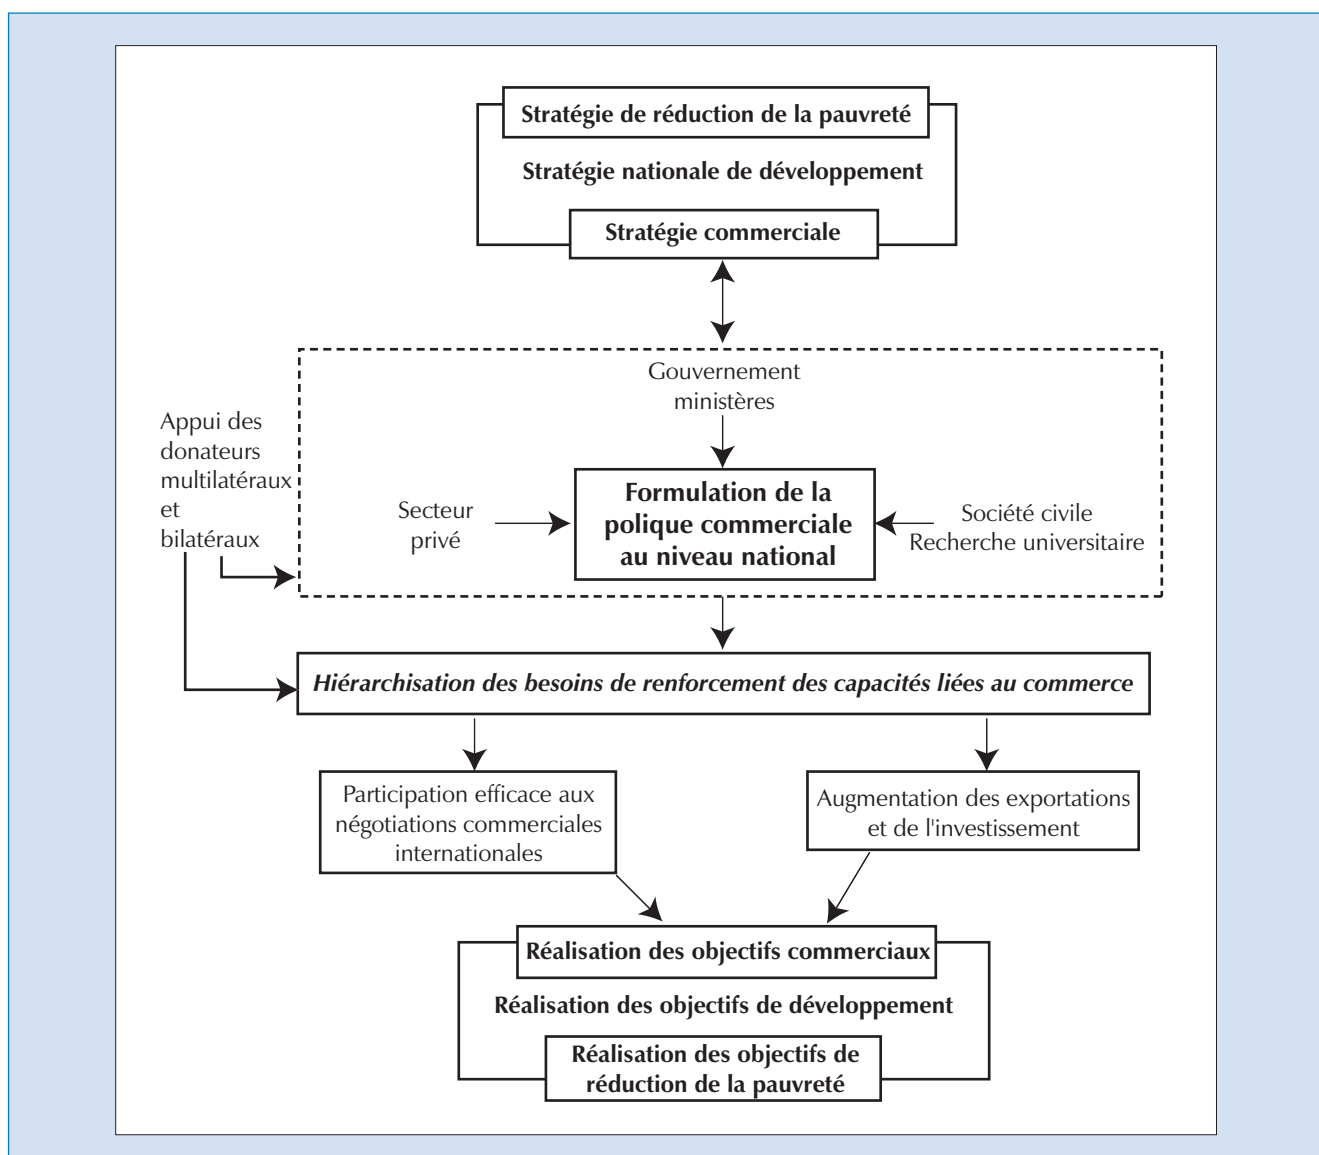 Stratégie de réduction de la pauvreté
Stratégie nationale de développement
Stratégie commerciale
Gouvernement
ministères
Appui des
donateurs
multilatéraux
et
bilatéraux
Secteur
privé
Formulation de la
polique commerciale
au niveau national
Société civile
Recherche universitaire
Hiérarchisation des besoins de renforcement des capacités liées au commerce
Participation efficace aux
négotiations commerciales
internationales
Augmentation des exportations
et de l'investissement
Réalisation des objectifs commerciaux
Réalisation des objectifs de développement
Réalisation des objectifs de
réduction de la pauvreté